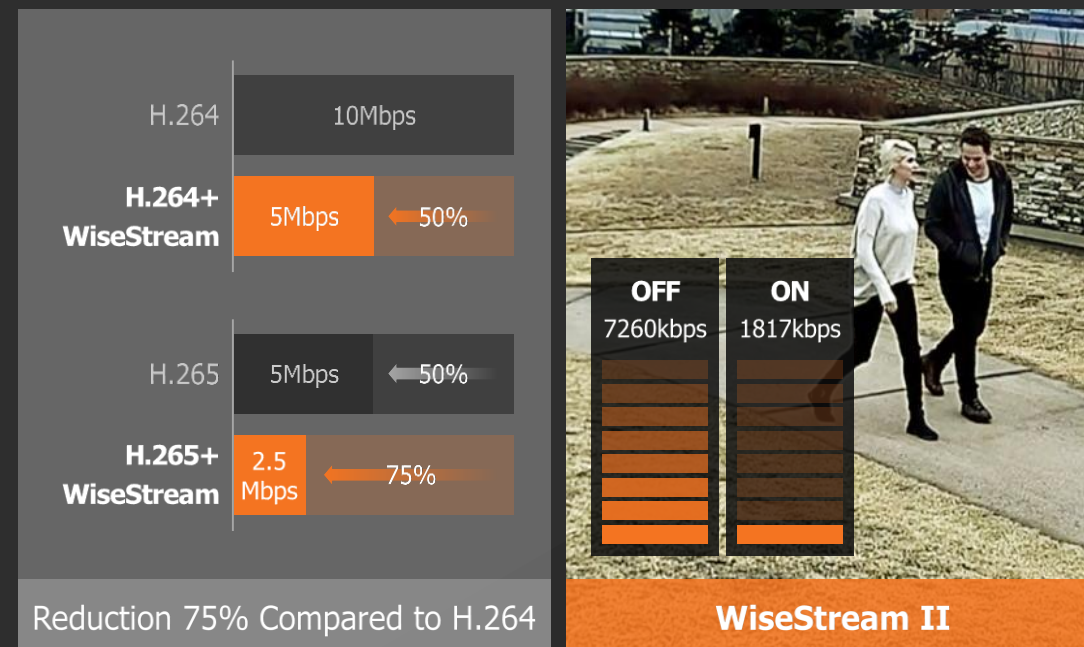 H.264
10Mbps
H.264+
WiseStream
5Mbps
50%
H.265
5Mbps
50%
H.265+
WiseStream
2.5
Mbps
75%
Reduction 75% Compared to H.264
OFF
7260kbps
ON
1817kbps
WiseStream II